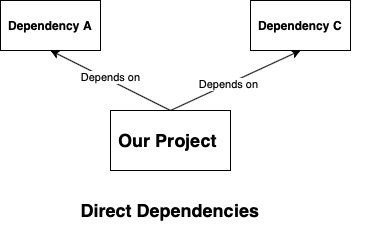 Dependency A
Dependency C
Depends on
Depends on
Our Project
Direct Dependencies